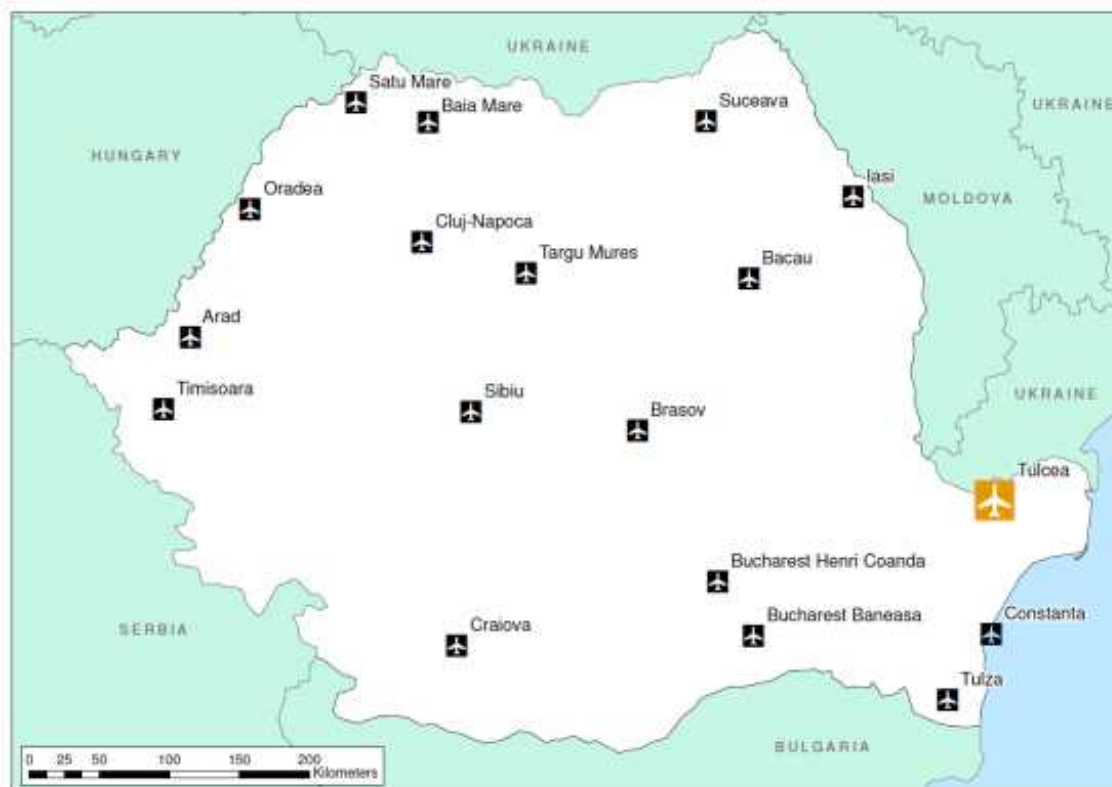 UKRAINE
Satu Mare
Baia Mare
Suceava
UKRAINE
HUNGARY
Iasi
Oradea
MOLDOVA
Cluj-Napoca
Targu Mures
Bacau
Arad
Timisoara
Sibiu
Brasov
UKRAINE
Tulcea
Bucharest Henri Coanda
Bucharest Baneasa
Constanta
SERBIA
Craiova
Tulza
BULGARIA
0 25 50 100 150 200
Kilometers